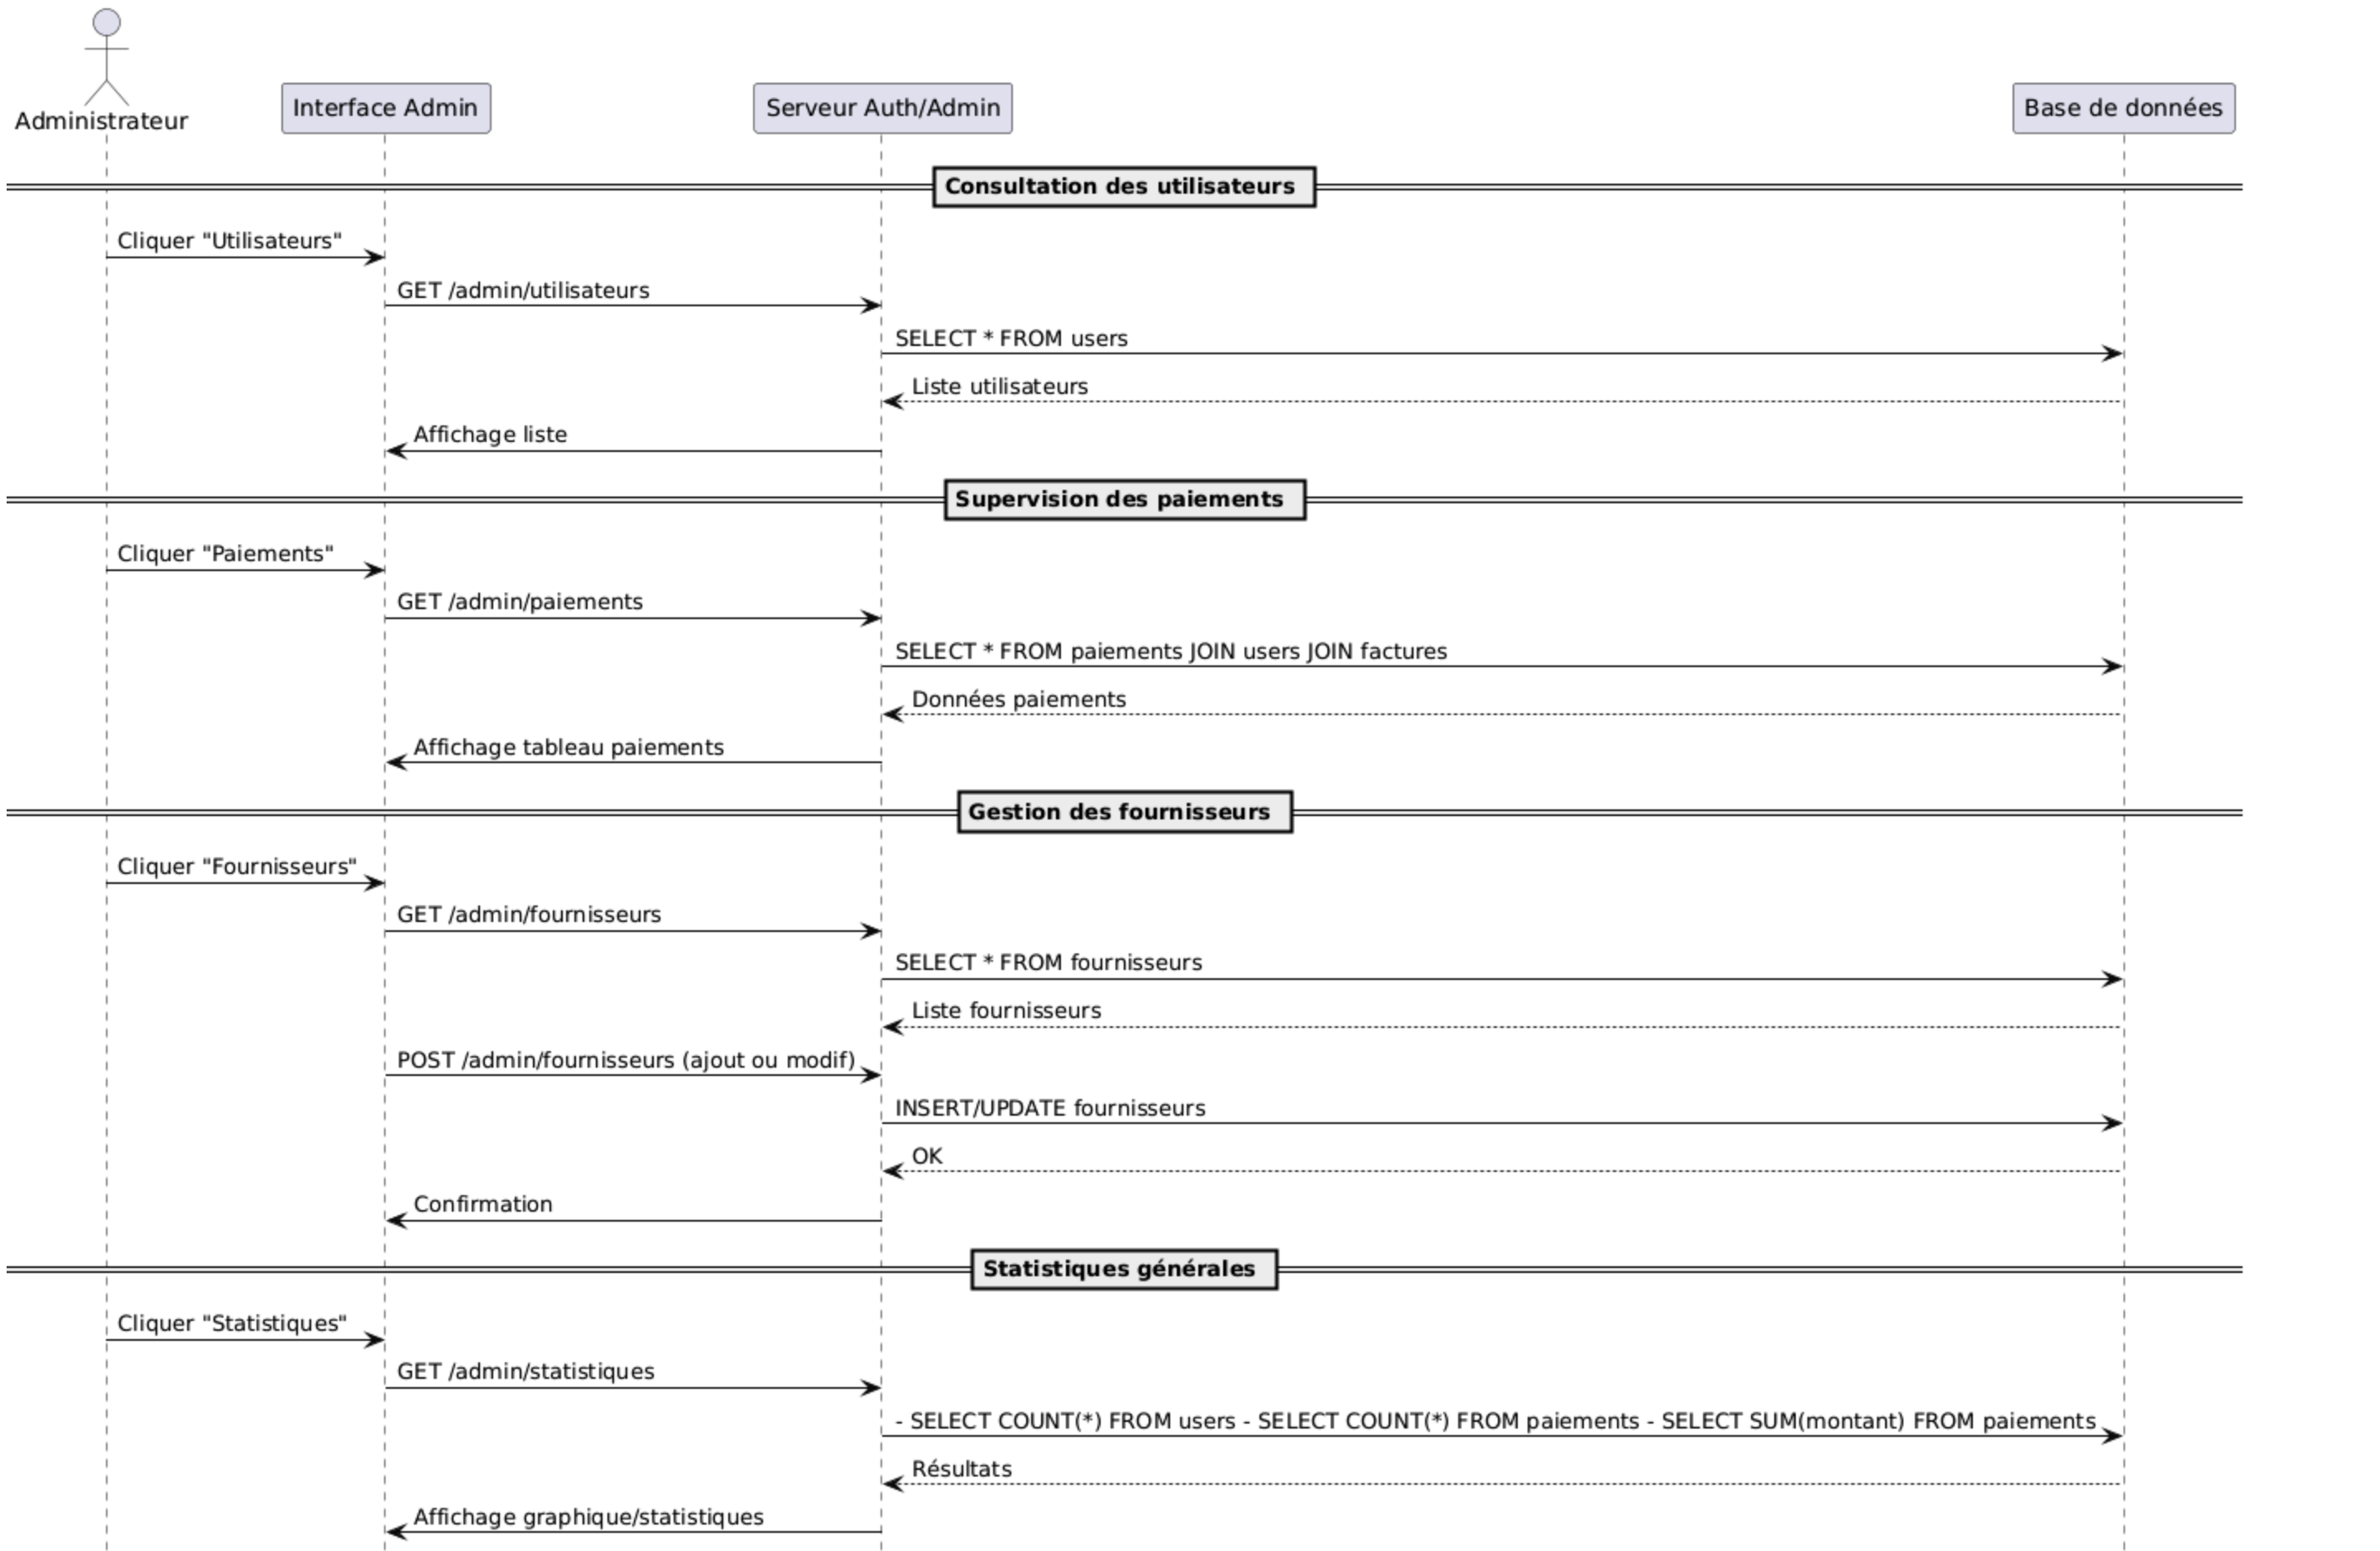 Administrateur
Interface Admin
Serveur Auth/Admin
Base de données
Consultation des utilisateurs
Cliquer "Utilisateurs"
GET /admin/utilisateurs
SELECT * FROM users
Liste utilisateurs
Affichage liste
Supervision des paiements
Cliquer "Paiements"
GET /admin/paiements
SELECT * FROM paiements JOIN users JOIN factures
Données paiements
Affichage tableau paiements
Gestion des fournisseurs
Cliquer "Fournisseurs"
GET /admin/fournisseurs
SELECT * FROM fournisseurs
Liste fournisseurs
POST /admin/fournisseurs (ajout ou modif)
INSERT/UPDATE fournisseurs
OK
Confirmation
Statistiques générales
Cliquer "Statistiques"
GET /admin/statistiques
- SELECT COUNT(*) FROM users - SELECT COUNT(*) FROM paiements - SELECT SUM(montant) FROM paiements
Résultats
Affichage graphique/statistiques